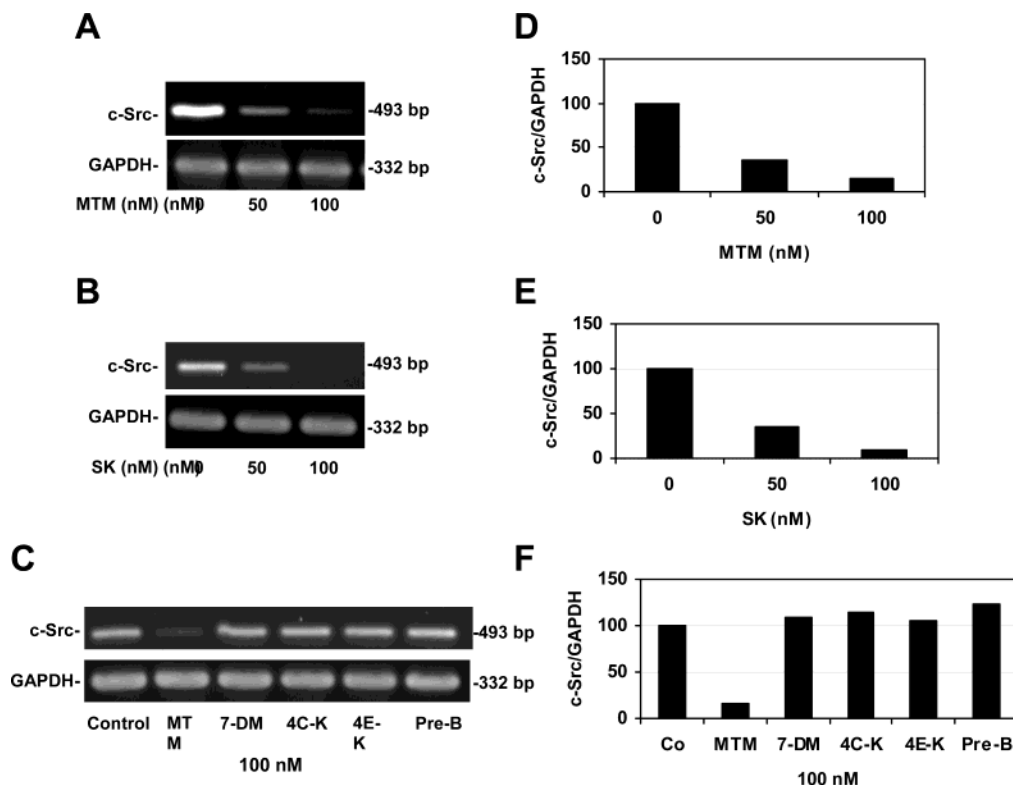 A
c-Src-
-493 bp
GAPDH-
-332 bp
MTM (nM) (nM) 0 50 100
D
c-Src/GAPDH
150
100
50
0
0 50 100
MTM (nM)
B
c-Src-
-493 bp
GAPDH-
-332 bp
SK (nM) (nM) 0 50 100
E
c-Src/GAPDH
150
100
50
0
0 50 100
SK (nM)
C
c-Src-
-493 bp
GAPDH-
-332 bp
Control MT 7-DM 4C-K 4E- Pre-B
M K
100 nM
F
c-Src/GAPDH
150
100
50
0
Co MTM 7-DM 4C-K 4E-K Pre-B
100 nM